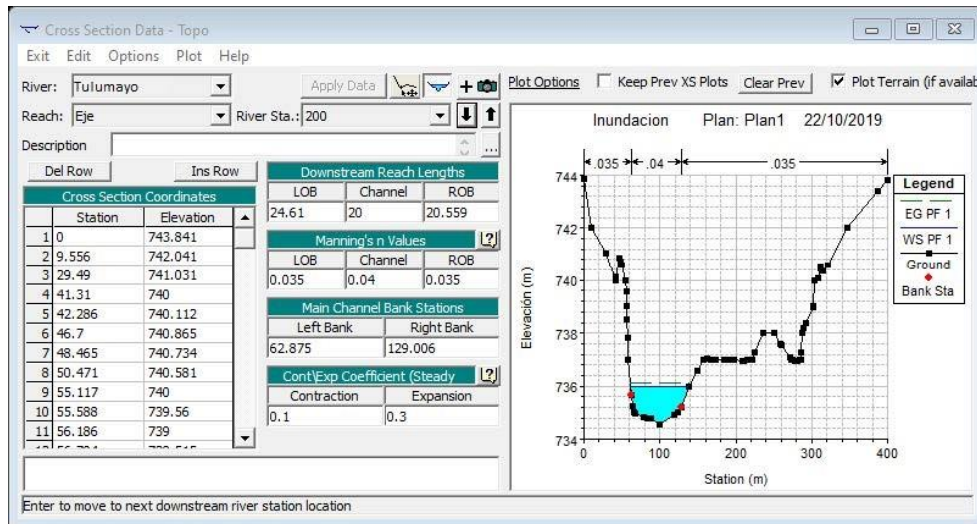 Cross Section Data - Topo
Exit Edit Options Plot Help
River: Tulumayo Apply Data
Reach: Eje River Sta.: 200
Description ...
Del Row Ins Row
Cross Section Coordinates
Station Elevation
1 0 743.841
2 9.556 742.041
3 29.49 741.031
4 41.31 740
5 42.286 740.112
6 46.7 740.865
7 48.465 740.734
8 50.471 740.581
9 55.117 740
10 55.588 739.56
11 56.186 739
Downstream Reach Lengths
LOB Channel ROB
24.61 20 20.559
Manning's n Values ?
LOB Channel ROB
0.035 0.04 0.035
Main Channel Bank Stations
Left Bank Right Bank
62.875 129.006
Cont\Exp Coefficient (Steady ?
Contraction Expansion
0.1 0.3
Plot Options Keep Prev XS Plots Clear Prev Plot Terrain (if availab
Inundacion Plan: Plan1 22/10/2019
.035 .04 .035
744
742
740
738
736
734
Elevación (m)
0 100 200 300 400
Station (m)
Legend
EG PF 1
WS PF 1
Ground
Bank Sta
Enter to move to next downstream river station location